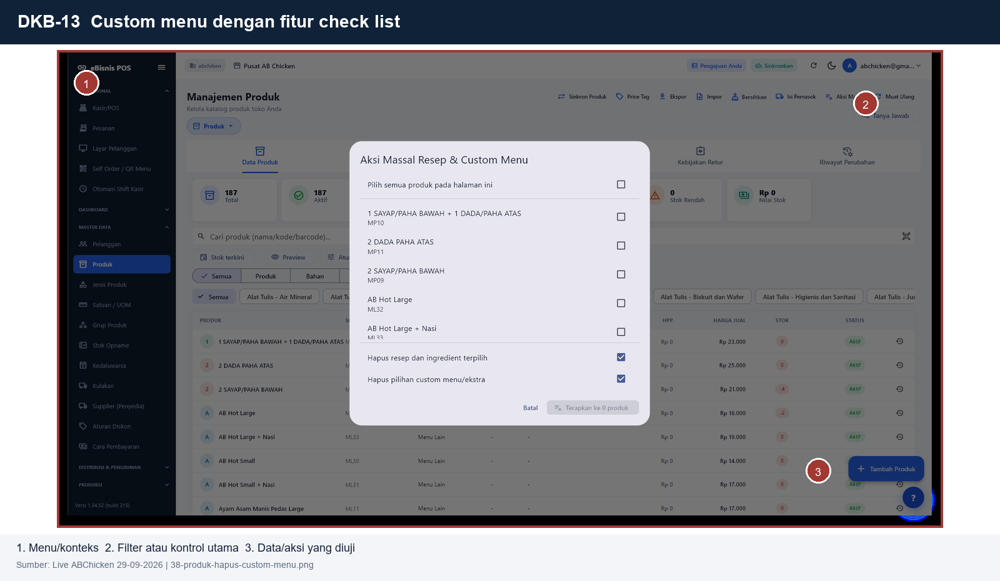 DKB-13 Custom menu dengan fitur check list
eBisnis POS
abchiken
Pusat AB Chicken
Pengajuan Anda
Sinkronkan
A
abchicken@gma...
1
Kasir/POS
Pesanan
Layar Pelanggan
Self Order / QR Menu
Otomasi Shift Kasir
DASHBOARD
MASTER DATA
Pelanggan
Produk
Jenis Produk
Satuan / UOM
Grup Produk
Stok Opname
Kedaluwarsa
Kulakan
Supplier (Penyedia)
Aturan Diskon
Cara Pembayaran
DISTRIBUSI & PENGIRIMAN
PRODUKSI
Versi 1.34.52 (build 215)
Manajemen Produk
Kelola katalog produk toko Anda
Sinkron Produk
Price Tag
Ekspor
Impor
Bersihkan
Isi Pemasok
Aksi
2
Muat Ulang
Tanya Jawab
Produk
Data Produk
Kebijakan Retur
Riwayat Perubahan
187
Total
187
Aktif
0
Stok Rendah
Rp 0
Nilai Stok
Cari produk (nama/kode/barcode)...
Stok terkini
Preview
Semua
Produk
Bahan
Semua
Alat Tulis - Air Mineral
Alat Tulis - Biskuit dan Wafer
Alat Tulis - Higienis dan Sanitasi
Alat Tulis - Jus
PRODUK
HPP
HARGA JUAL
STOK
STATUS
1 1 SAYAP/PAHA BAWAH + 1 DADA/PAHA ATAS Rp 0 Rp 23.000 0 Aktif
2 2 DADA PAHA ATAS Rp 0 Rp 25.000 0 Aktif
2 2 SAYAP/PAHA BAWAH Rp 0 Rp 21.000 -4 Aktif
A AB Hot Large Rp 0 Rp 16.000 -2 Aktif
A AB Hot Large + Nasi ML33 Menu Lain - - Rp 0 Rp 19.000 0 Aktif
A AB Hot Small ML30 Menu Lain - - Rp 0 Rp 14.000 0
A AB Hot Small + Nasi ML31 Menu Lain - - Rp 0 Rp 17.000 0 Aktif
A Ayam Asam Manis Pedas Large ML11 Menu Lain - - Rp 0 Rp 17.000 0 Aktif
Aksi Massal Resep & Custom Menu
Pilih semua produk pada halaman ini
1 SAYAP/PAHA BAWAH + 1 DADA/PAHA ATAS
MP10
2 DADA PAHA ATAS
MP11
2 SAYAP/PAHA BAWAH
MP09
AB Hot Large
ML32
AB Hot Large + Nasi
ML33
Hapus resep dan ingredient terpilih
Hapus pilihan custom menu/ekstra
Batal
Terapkan ke 0 produk
3
+ Tambah Produk
?
1. Menu/konteks 2. Filter atau kontrol utama 3. Data/aksi yang diuji
Sumber: Live ABChicken 29-09-2026 | 38-produk-hapus-custom-menu.png